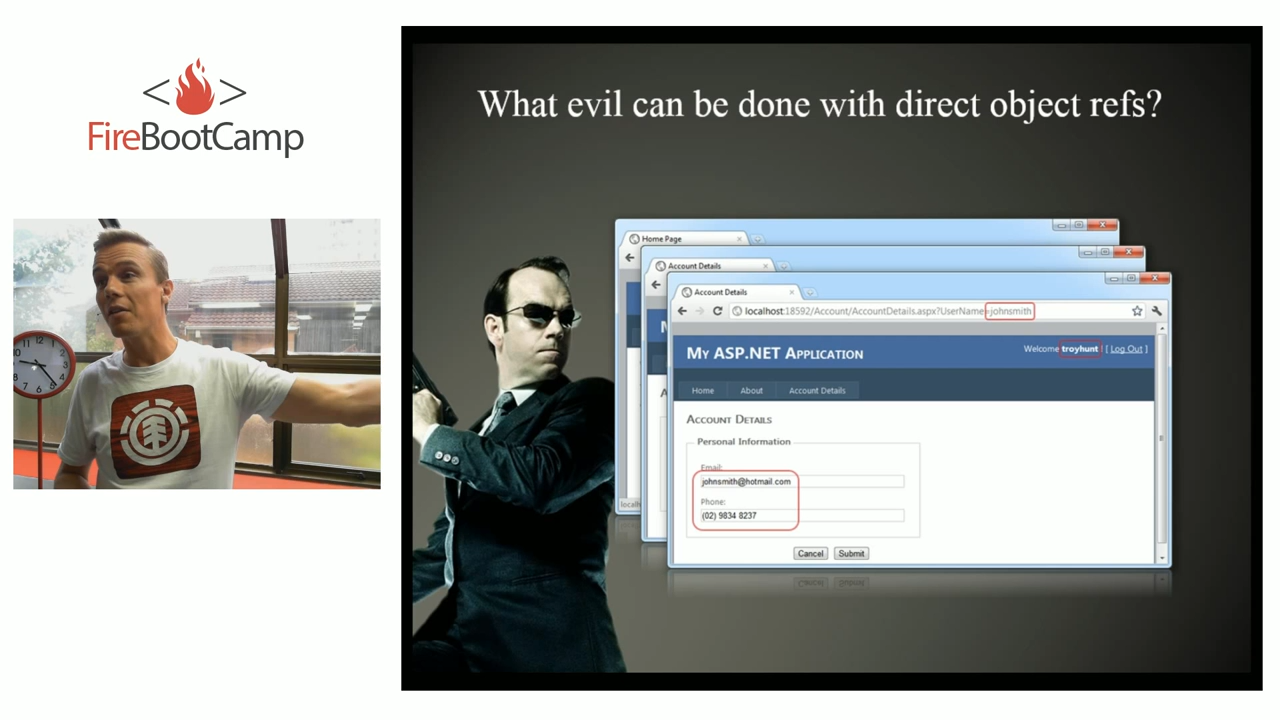 FireBootCamp
What evil can be done with direct object refs?
Home Page
Account Details
Account Details
localhost:18592/Account/AccountDetails.aspx?UserName=johnsmith
My ASP.NET Application
Welcome troyhunt! [ Log Out ]
Home About Account Details
Account Details
Personal Information
Email:
johnsmith@hotmail.com
Phone:
(02) 9834 8237
Cancel Submit